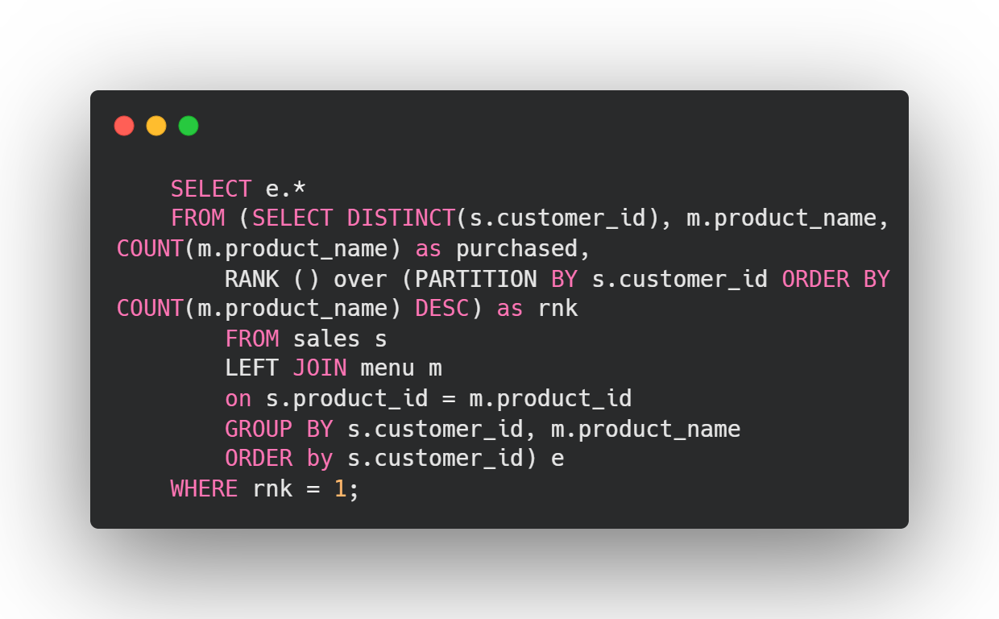 SELECT e.*
FROM (SELECT DISTINCT(s.customer_id), m.product_name,
COUNT(m.product_name) as purchased,
RANK () over (PARTITION BY s.customer_id ORDER BY
COUNT(m.product_name) DESC) as rnk
FROM sales s
LEFT JOIN menu m
on s.product_id = m.product_id
GROUP BY s.customer_id, m.product_name
ORDER by s.customer_id) e
WHERE rnk = 1;